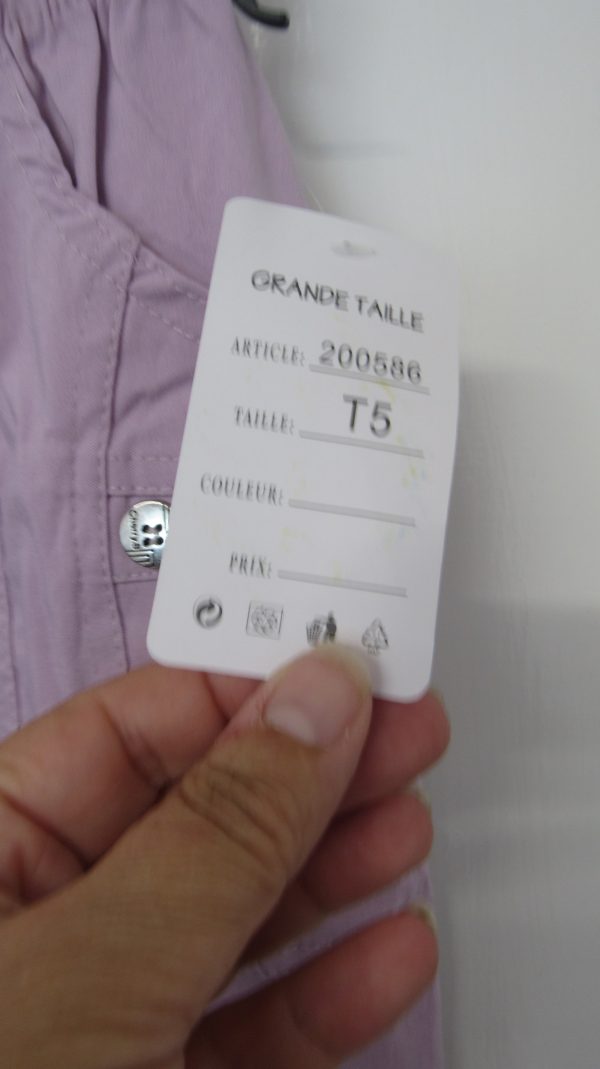 GRANDE TAILLE
ARTICLE: 200586
TAILLE: T5
COULEUR:
PRIX: